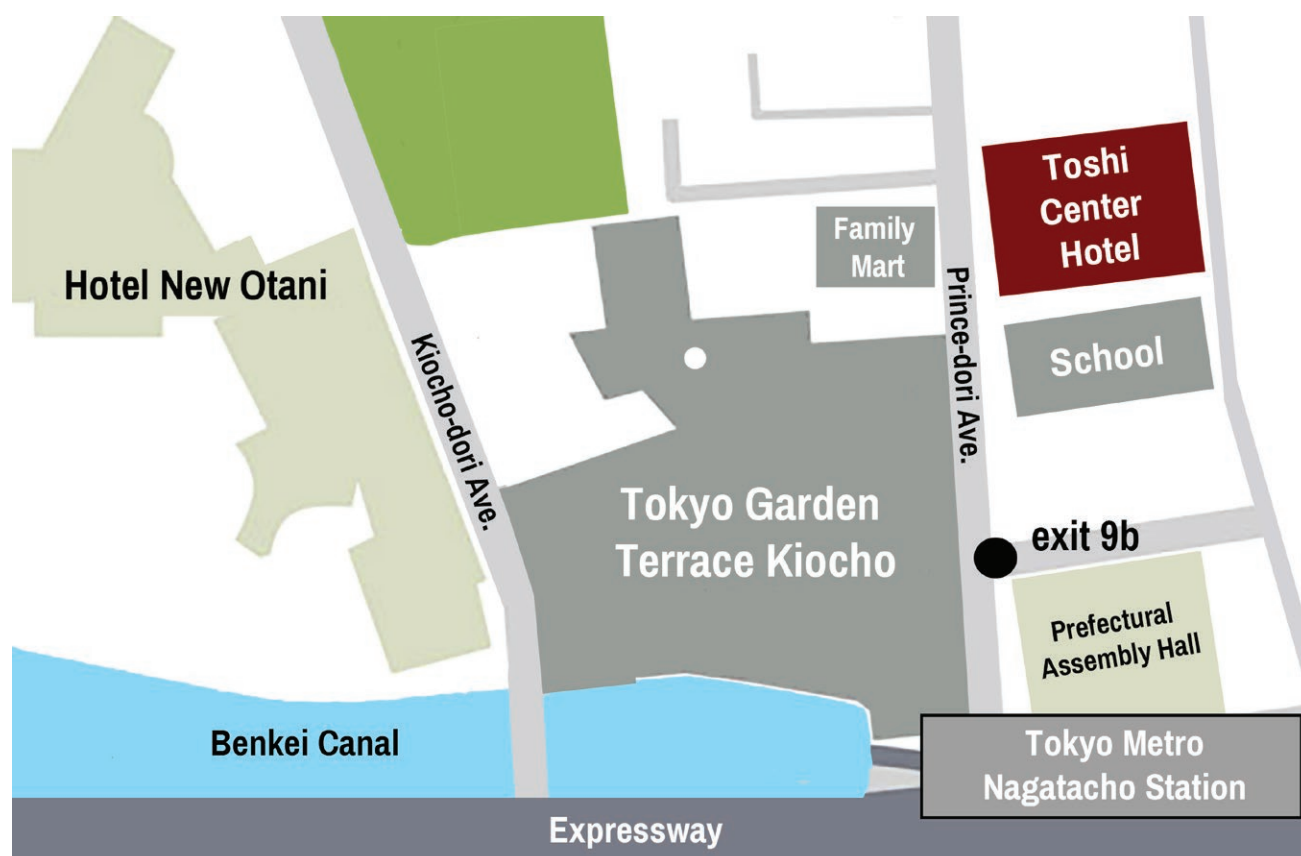 Toshi
Center
Hotel
Family
Mart
Hotel New Otani
Kiocho-dori Ave.
Prince-dori Ave.
School
Tokyo Garden
Terrace Kiocho
exit 9b
Prefectural
Assembly Hall
Benkei Canal
Tokyo Metro
Nagatacho Station
Expressway